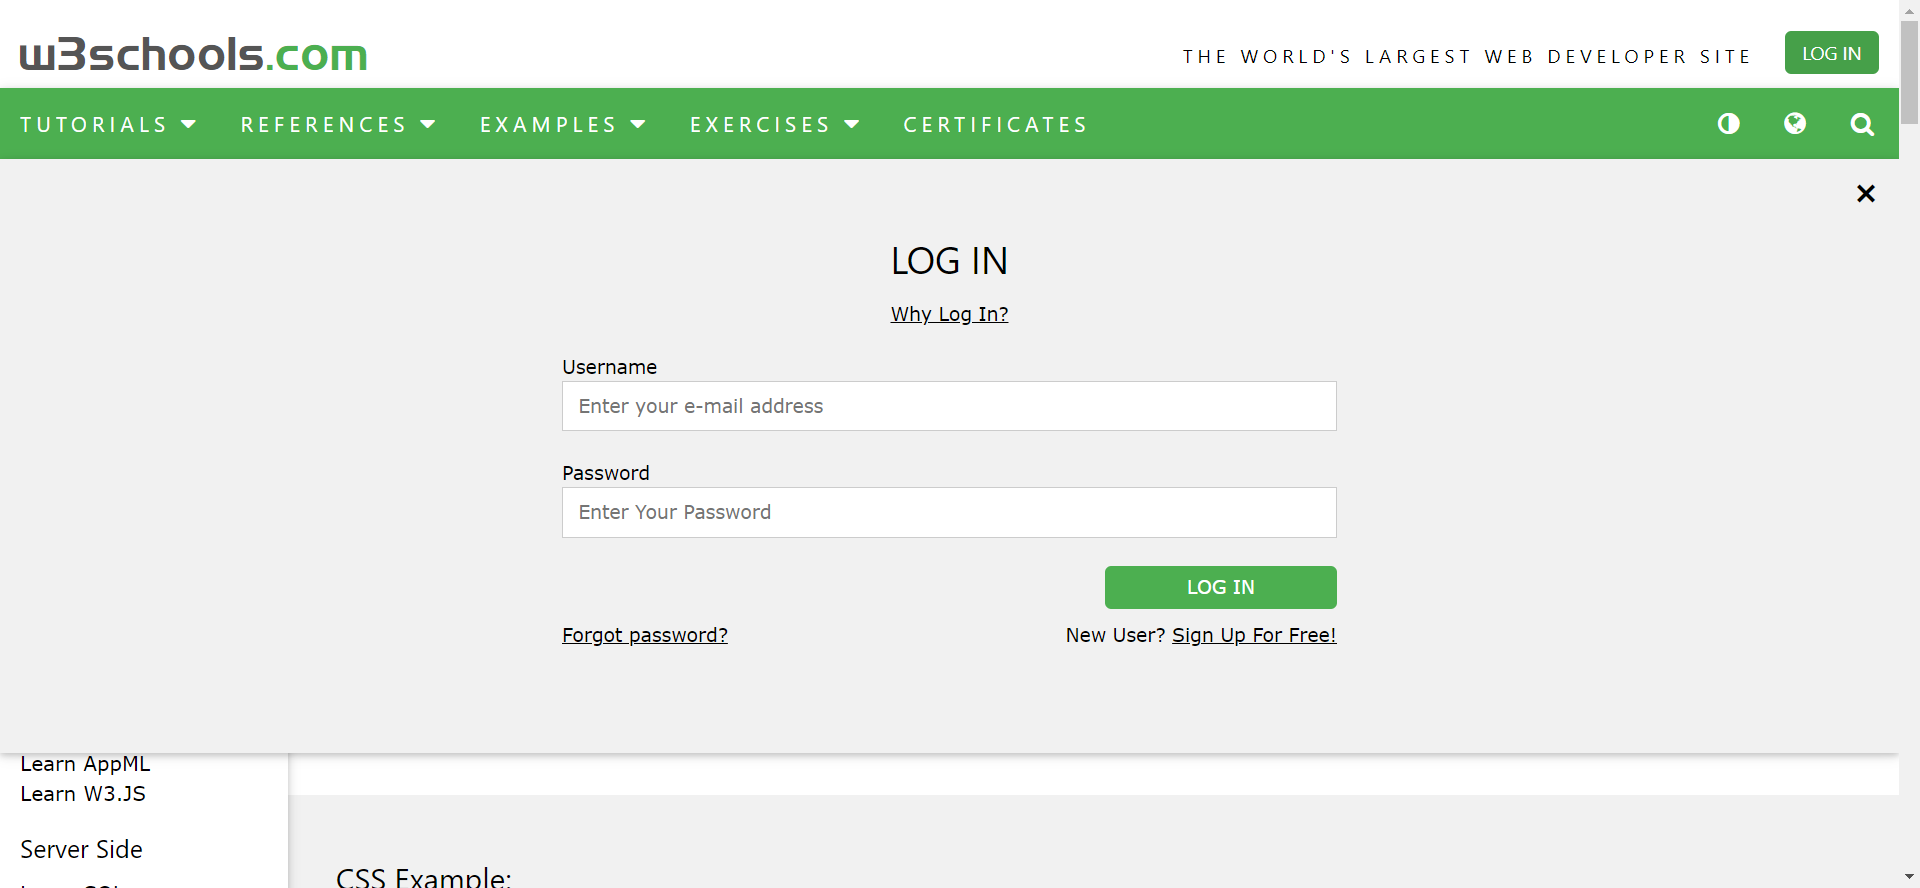 w3schools.com
THE WORLD'S LARGEST WEB DEVELOPER SITE
LOG IN
TUTORIALS REFERENCES EXAMPLES EXERCISES CERTIFICATES
LOG IN
Why Log In?
Username
Enter your e-mail address
Password
Enter Your Password
LOG IN
Forgot password?
New User? Sign Up For Free!
Learn AppML
Learn W3.JS
Server Side
CSS Example: